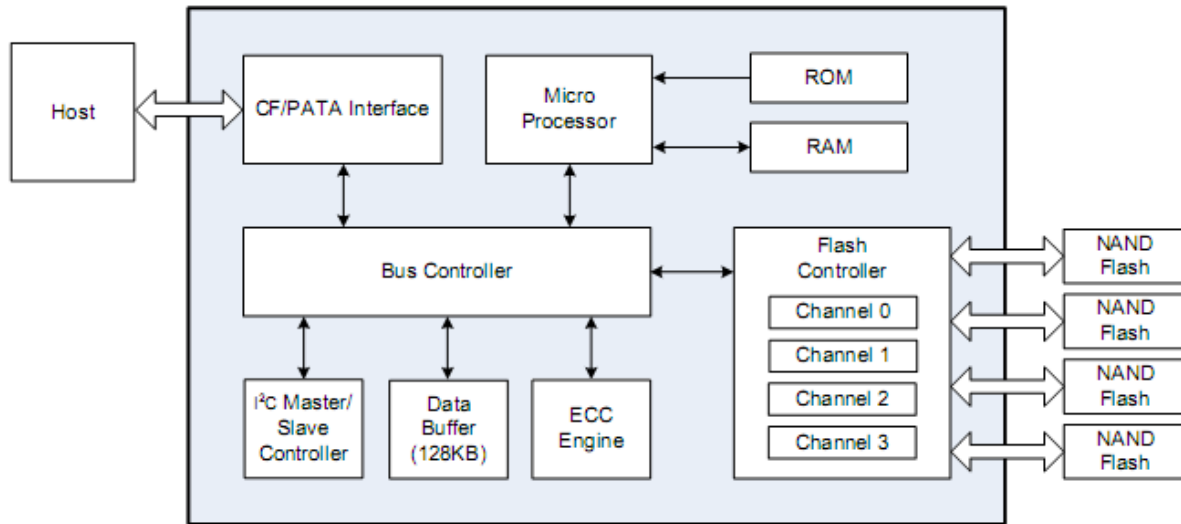 Host
CF/PATA Interface
Micro
Processor
ROM
RAM
Bus Controller
Flash
Controller
Channel 0
Channel 1
Channel 2
Channel 3
NAND
Flash
NAND
Flash
NAND
Flash
NAND
Flash
I²C Master/
Slave
Controller
Data
Buffer
(128KB)
ECC
Engine